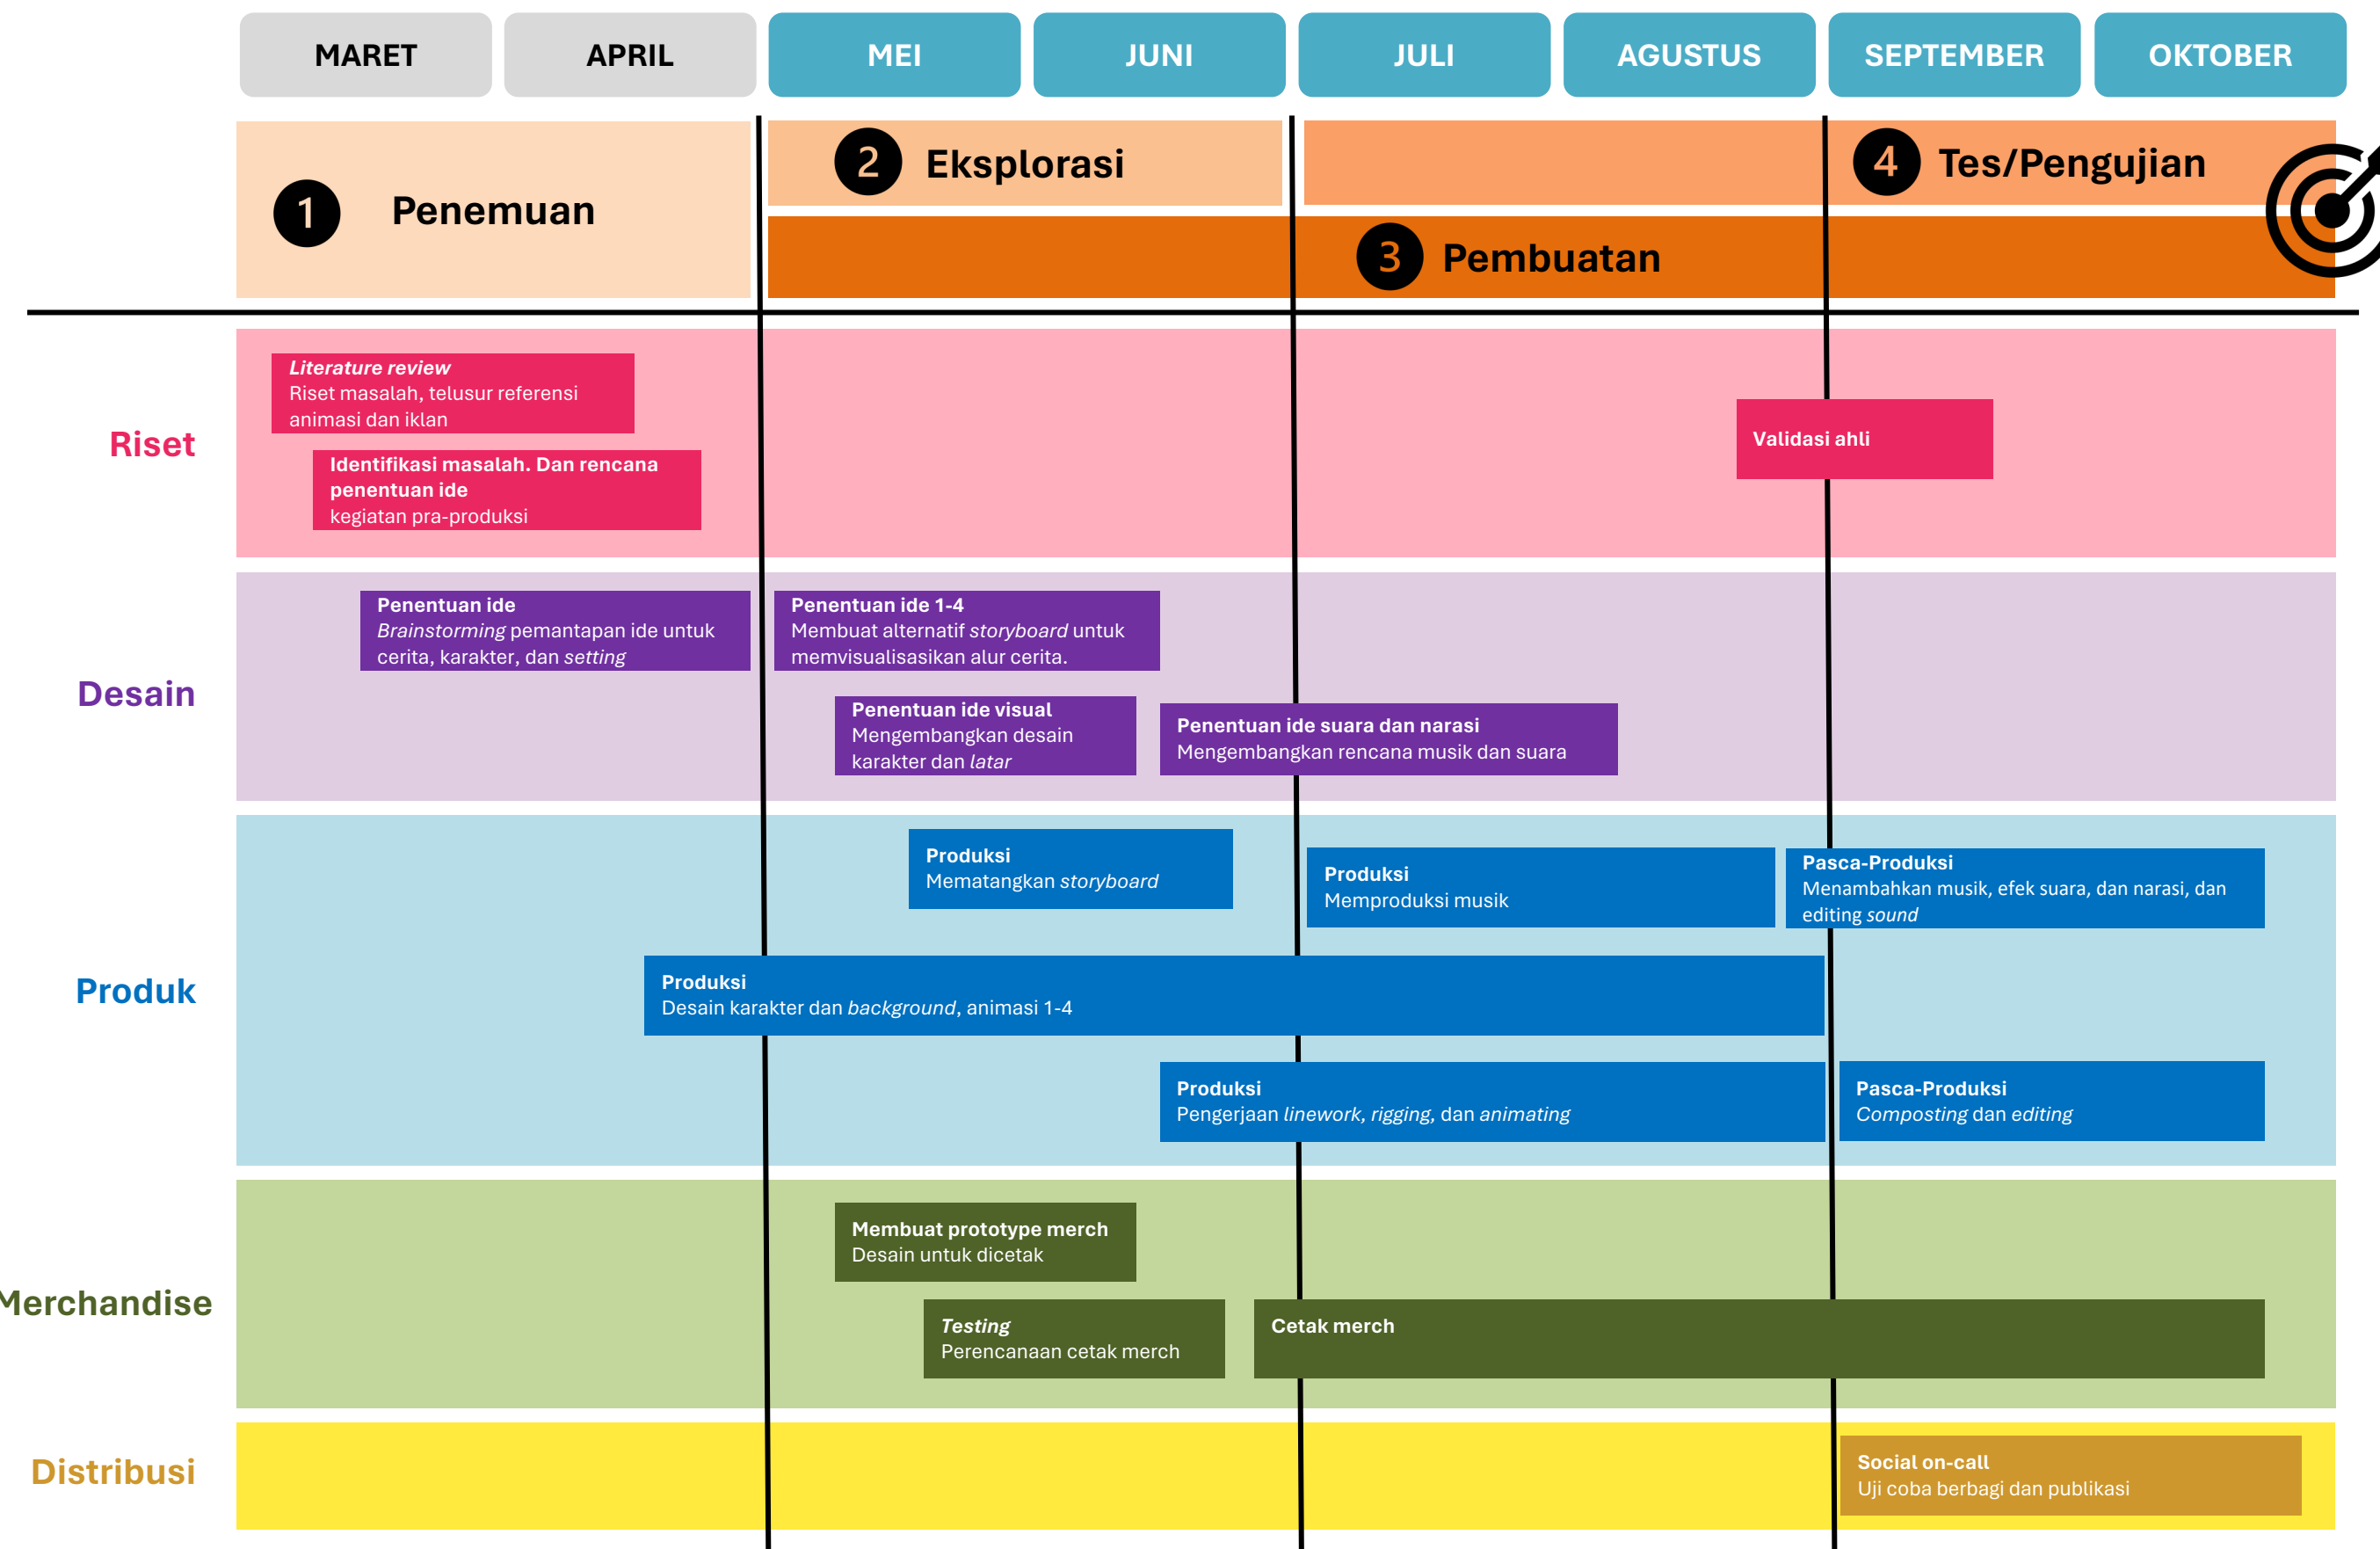 MARET
APRIL
MEI
JUNI
JULI
AGUSTUS
SEPTEMBER
OKTOBER
1 Penemuan
2 Eksplorasi
4 Tes/Pengujian
3 Pembuatan
Riset
Literature review
Riset masalah, telusur referensi
animasi dan iklan
Identifikasi masalah. Dan rencana
penentuan ide
kegiatan pra-produksi
Validasi ahli
Desain
Penentuan ide
Brainstorming pemantapan ide untuk
cerita, karakter, dan setting
Penentuan ide 1-4
Membuat alternatif storyboard untuk
memvisualisasikan alur cerita.
Penentuan ide visual
Mengembangkan desain
karakter dan latar
Penentuan ide suara dan narasi
Mengembangkan rencana musik dan suara
Produk
Produksi
Mematangkan storyboard
Produksi
Memproduksi musik
Pasca-Produksi
Menambahkan musik, efek suara, dan narasi, dan
editing sound
Produksi
Desain karakter dan background, animasi 1-4
Produksi
Pengerjaan linework, rigging, dan animating
Pasca-Produksi
Composting dan editing
Merchandise
Membuat prototype merch
Desain untuk dicetak
Testing
Perencanaan cetak merch
Cetak merch
Distribusi
Social on-call
Uji coba berbagi dan publikasi